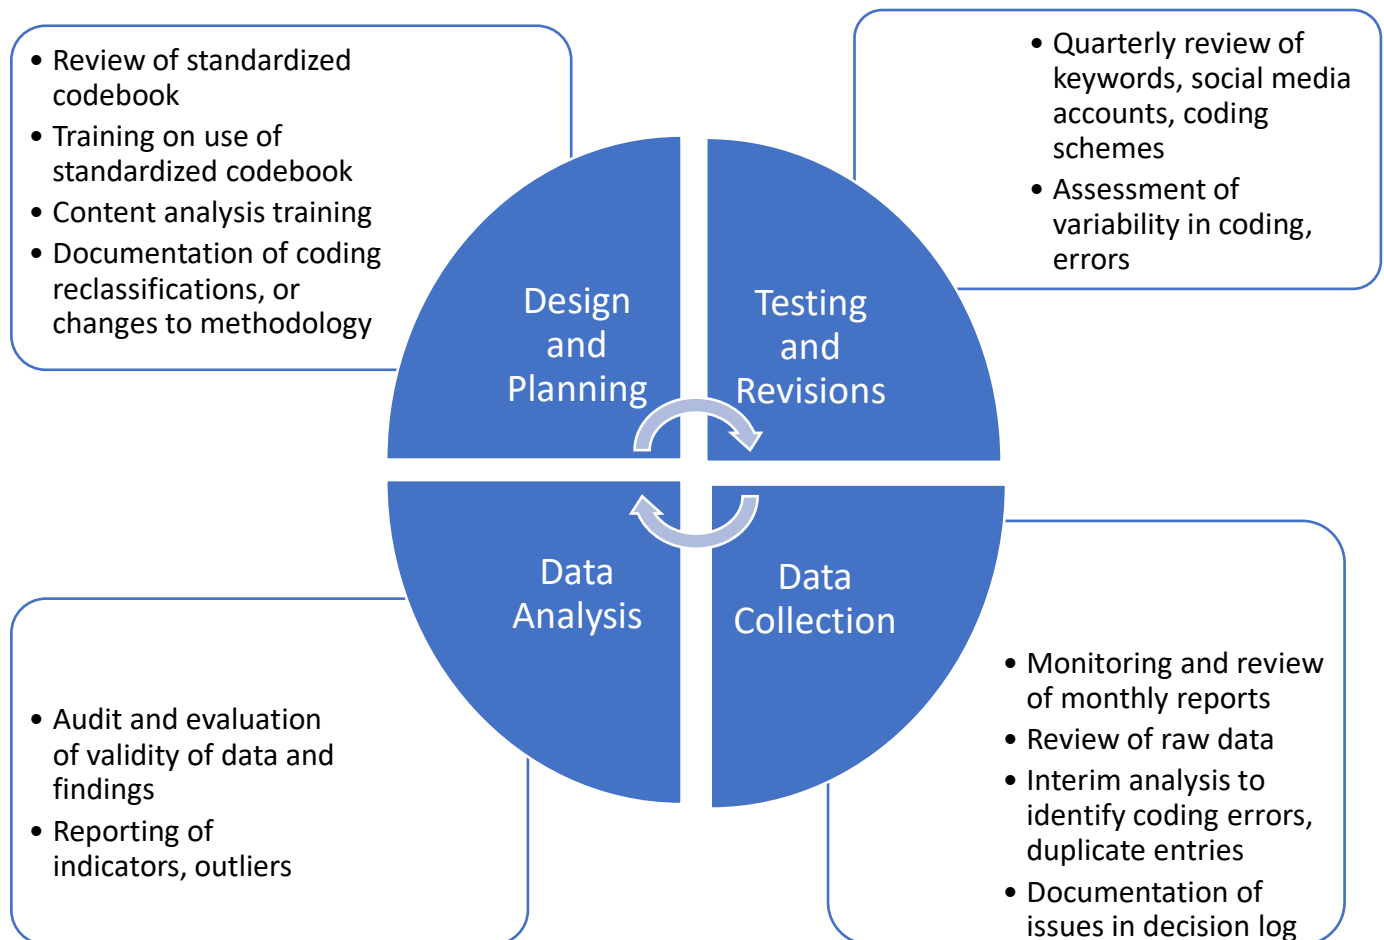 • Review of standardized
codebook
• Training on use of
standardized codebook
• Content analysis training
• Documentation of coding
reclassifications, or
changes to methodology
• Quarterly review of
keywords, social media
accounts, coding
schemes
• Assessment of
variability in coding,
errors
Design
and
Planning
Testing
and
Revisions
Data
Analysis
Data
Collection
• Audit and evaluation
of validity of data and
findings
• Reporting of
indicators, outliers
• Monitoring and review
of monthly reports
• Review of raw data
• Interim analysis to
identify coding errors,
duplicate entries
• Documentation of
issues in decision log